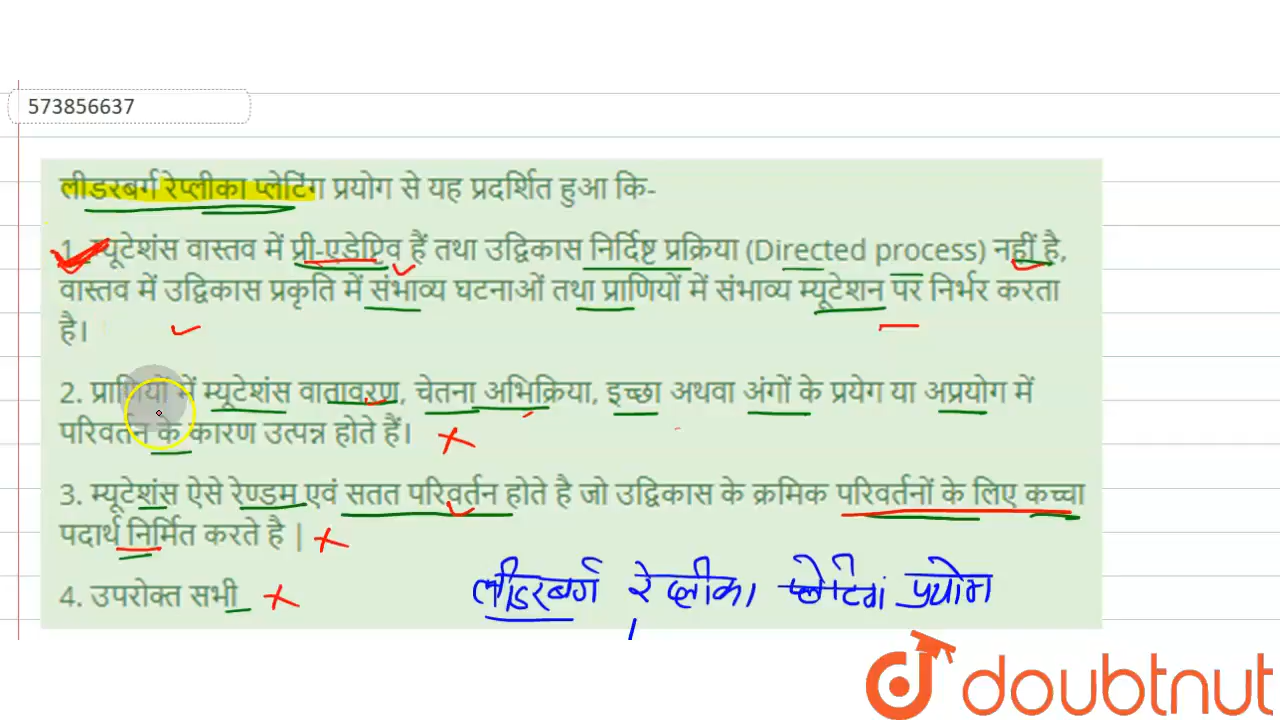 573856637
लीडरबर्ग रेप्लीका प्लेटिंग प्रयोग से यह प्रदर्शित हुआ कि-
1. म्यूटेशंस वास्तव में प्री-एडेप्टिव हैं तथा उद्विकास निर्दिष्ट प्रक्रिया (Directed process) नहीं है,
वास्तव में उद्विकास प्रकृति में संभाव्य घटनाओं तथा प्राणियों में संभाव्य म्यूटेशन पर निर्भर करता
है।
2. प्राणियों में म्यूटेशंस वातावरण, चेतना अभिक्रिया, इच्छा अथवा अंगों के प्रयेग या अप्रयोग में
परिवर्तन के कारण उत्पन्न होते हैं।
3. म्यूटेशंस ऐसे रेण्डम एवं सतत परिवर्तन होते है जो उद्विकास के क्रमिक परिवर्तनों के लिए कच्चा
पदार्थ निर्मित करते है |
4. उपरोक्त सभी
लीडरबर्ग रेप्लीका प्लेटिंग प्रयोग
doubtnut